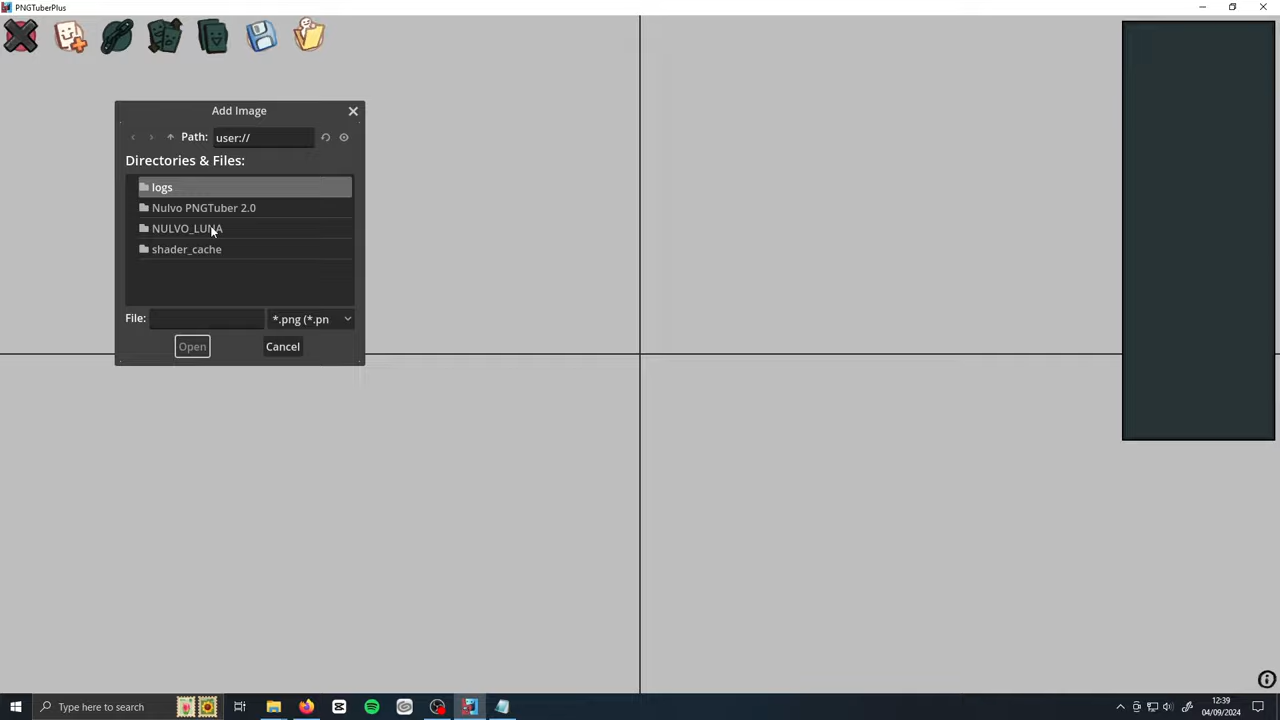 PNGTuberPlus
Add Image
Path: user://
Directories & Files:
logs
Nulvo PNGTuber 2.0
NULVO_LUNA
shader_cache
File: *.png (*.pn
Open Cancel
Type here to search
12:39
04/09/2024